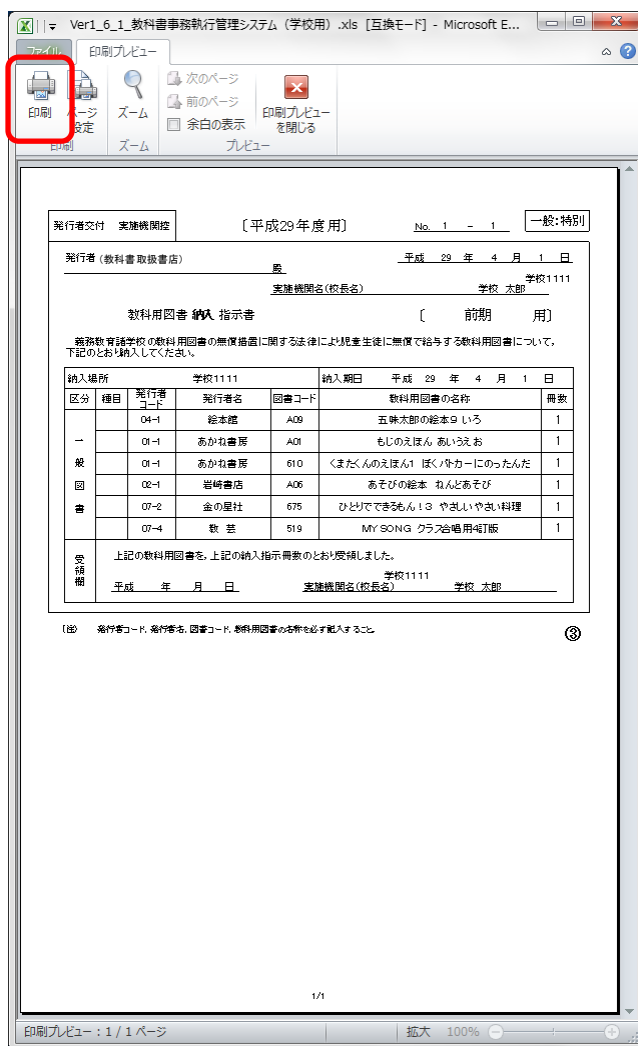 Ver1_6_1_教科書事務執行管理システム（学校用）.xls [互換モード] - Microsoft E...
ファイル 印刷プレビュー
印刷 ページ設定 ズーム 次のページ 前のページ 余白の表示 印刷プレビューを閉じる
印刷 ズーム プレビュー
発行者交付 実施機関控 〔平成29年度用〕 No. 1 - 1 一般:特別
発行者 (教科書取扱書店) 殿 平成 29 年 4 月 1 日
実施機関名(校長名) 学校1111 学校 太郎
教科用図書 納入 指示書 〔 前期 用〕
義務教育諸学校の教科用図書の無償措置に関する法律により児童生徒に無償で給与する教科用図書について,
下記のとおり納入してください。
納入場所 学校1111 納入期日 平成 29 年 4 月 1 日
区分 種目 発行者コード 発行者名 図書コード 教科用図書の名称 冊数
一般図書
04-1 絵本館 A09 五味太郎の絵本9 いろ 1
01-1 あかね書房 A01 もじのえほん あいうえお 1
01-1 あかね書房 610 くまたくんのえほん1 ぼくパトカーにのったんだ 1
02-1 岩崎書店 A06 あそびの絵本 ねんどあそび 1
07-2 金の星社 675 ひとりでできるもん!3 やさしいやさい料理 1
07-4 教芸 519 MY SONG クラス合唱用4訂版 1
受領欄 上記の教科用図書を,上記の納入指示冊数のとおり受領しました。
平成 年 月 日 実施機関名(校長名) 学校1111 学校 太郎
(注) 発行者コード,発行者名,図書コード,教科用図書の名称を必ず記入すること
③
1/1
印刷プレビュー : 1 / 1 ページ 拡大 100%